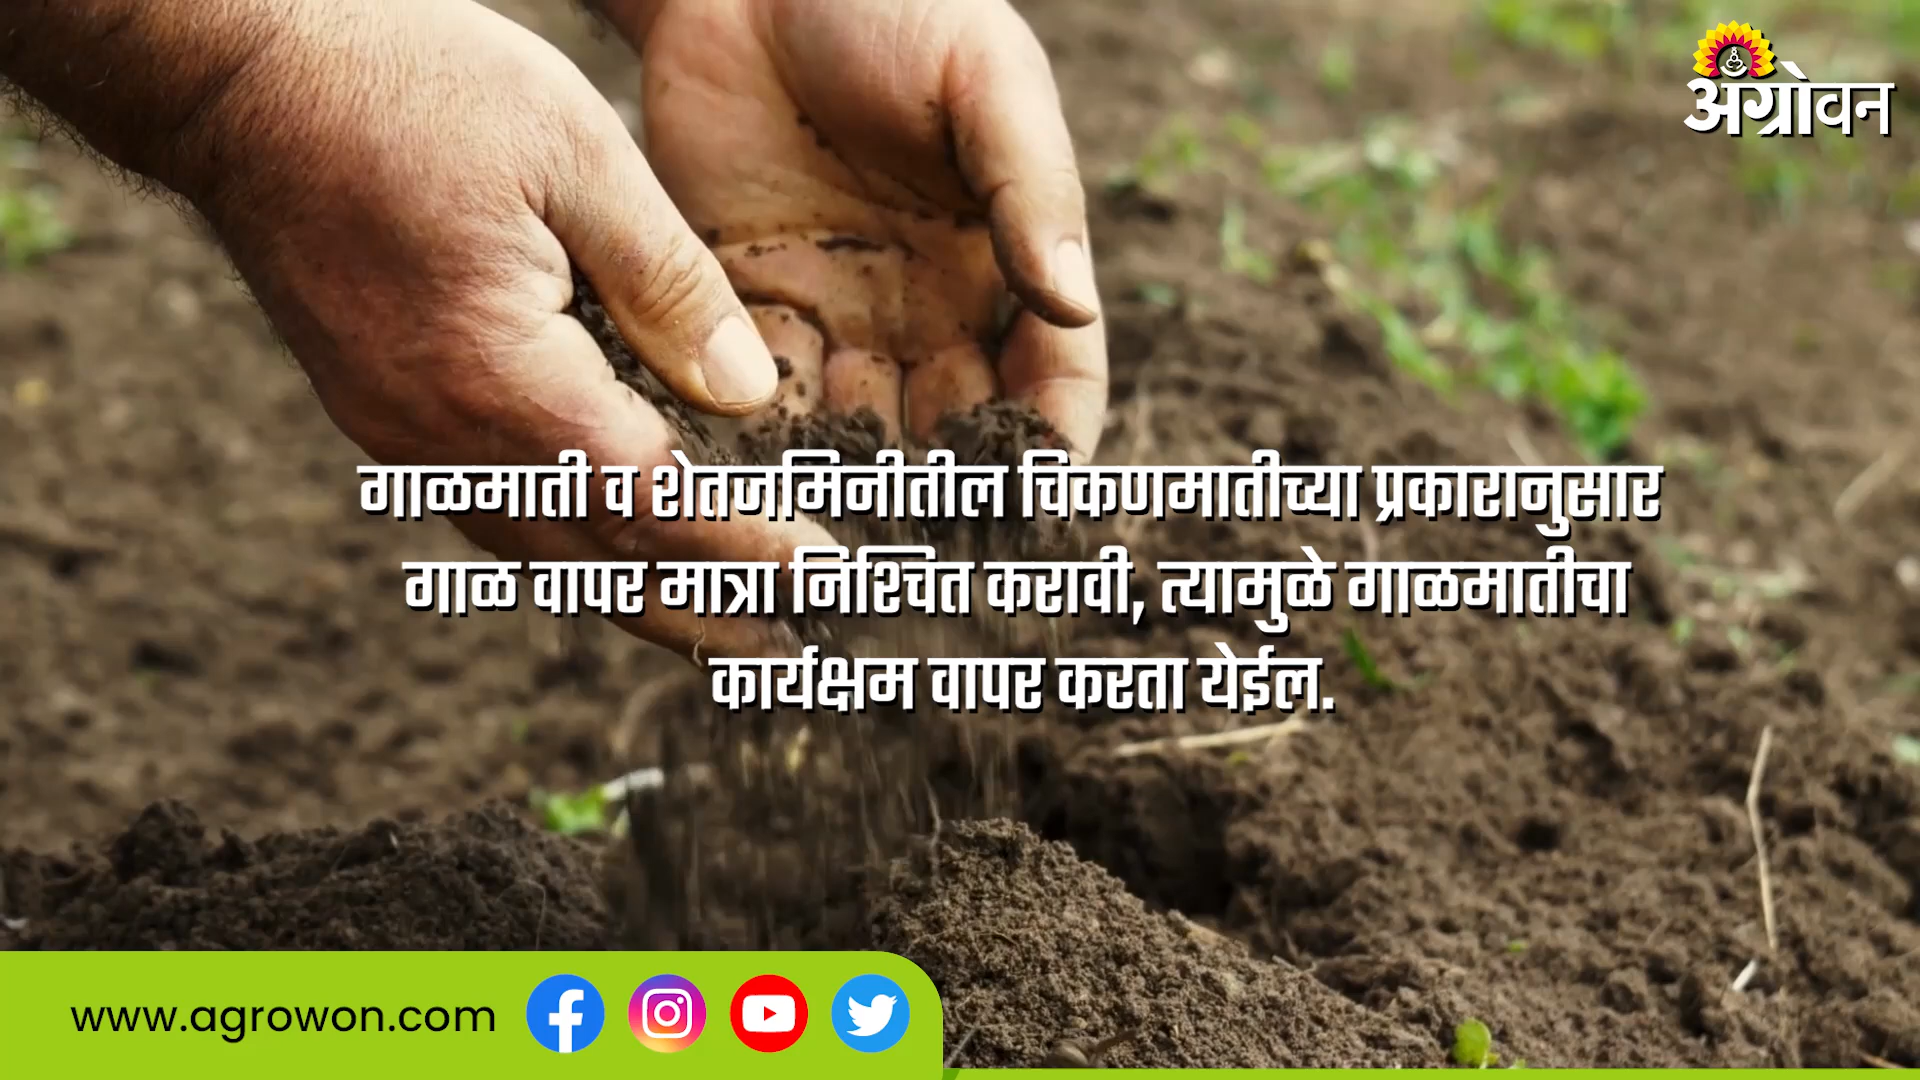 अॅग्रोवन
गाळमाती व शेतजमिनीतील चिकणमातीच्या प्रकारानुसार
गाळ वापर मात्रा निश्चित करावी, त्यामुळे गाळमातीचा
कार्यक्षम वापर करता येईल.
www.agrowon.com